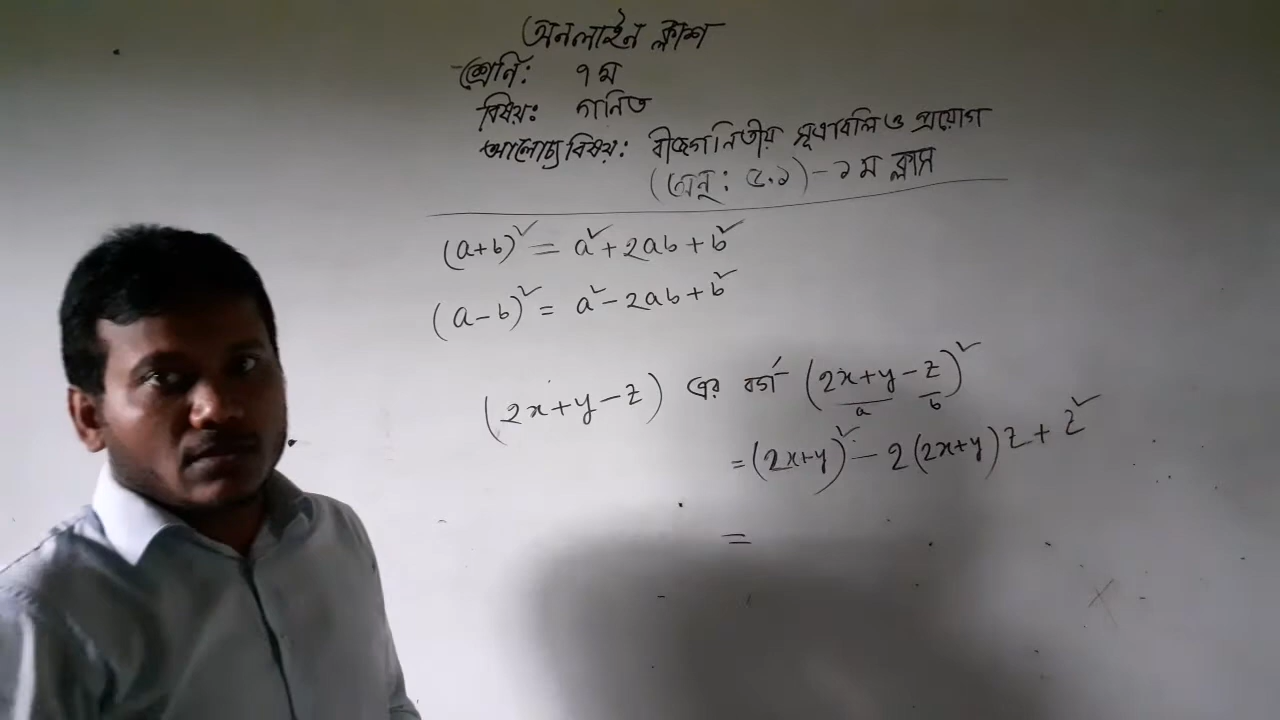 অনলাইন ক্লাশ
শ্রেনি: ৭ম
বিষয়: গনিত
আলোচ্য বিষয়: বীজগনিতীয় সূত্রাবলি ও প্রয়োগ
(অনু: ৫.১) - ১ম ক্লাস
(a+b)² = a² + 2ab + b²
(a-b)² = a² - 2ab + b²
(2x+y-z) এর বর্গ (2x+y-z)²
a b
= (2x+y)² - 2(2x+y)z + z²
=